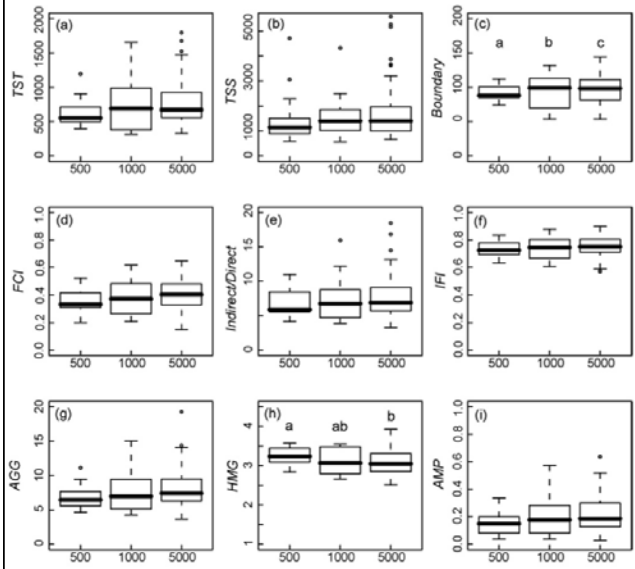 (a)
TST
0 500 1000 1500 2000
500 1000 5000
(b)
TSS
0 1000 3000 5000
500 1000 5000
(c)
a b c
Boundary
0 50 100 150 200
500 1000 5000
(d)
FCI
0.0 0.2 0.4 0.6 0.8 1.0
500 1000 5000
(e)
Indirect/Direct
0 5 10 15 20
500 1000 5000
(f)
IFI
0.0 0.2 0.4 0.6 0.8 1.0
500 1000 5000
(g)
AGG
0 5 10 15 20
500 1000 5000
(h)
a ab b
HMG
1 2 3 4
500 1000 5000
(i)
AMP
0.0 0.2 0.4 0.6 0.8 1.0
500 1000 5000